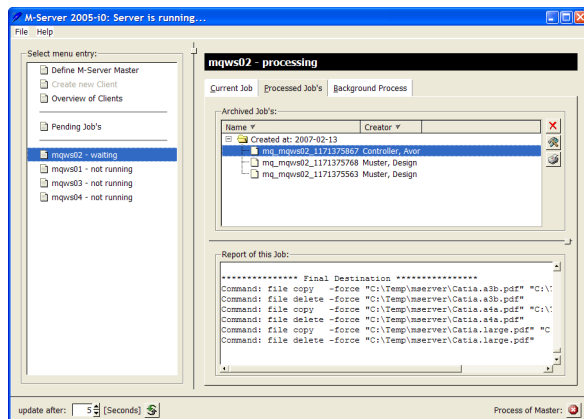 M-Server 2005-i0: Server is running...
File Help
Select menu entry:
Define M-Server Master
Create new Client
Overview of Clients
Pending Job's
mqws02 - waiting
mqws01 - not running
mqws03 - not running
mqws04 - not running
mqws02 - processing
Current Job Processed Job's Background Process
Archived Job's:
Name Creator
Created at: 2007-02-13
mq_mqws02_1171375867 Controller, Avor
mq_mqws02_1171375768 Muster, Design
mq_mqws02_1171375563 Muster, Design
Report of this Job:
*************** Final Destination ***************
Command: file copy -force "C:\Temp\mserver\Catia.a3b.pdf" "C:\
Command: file delete -force "C:\Temp\mserver\Catia.a3b.pdf"
Command: file copy -force "C:\Temp\mserver\Catia.a4a.pdf" "C:\
Command: file delete -force "C:\Temp\mserver\Catia.a4a.pdf"
Command: file copy -force "C:\Temp\mserver\Catia.large.pdf" "C
Command: file delete -force "C:\Temp\mserver\Catia.large.pdf"
update after: 5 [Seconds]
Process of Master: